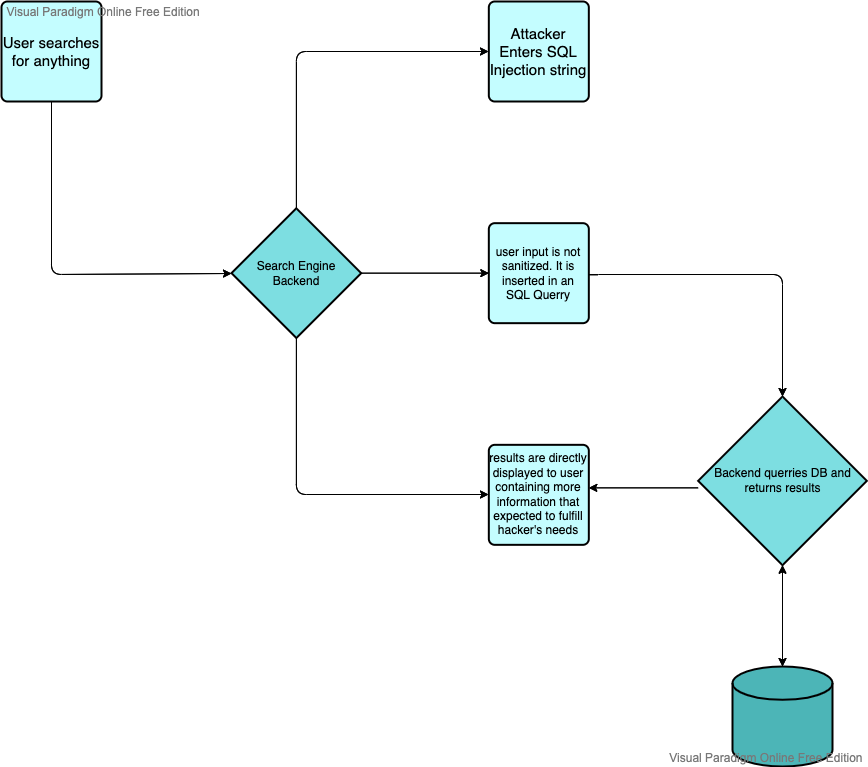 Visual Paradigm Online Free Edition
User searches
for anything
Attacker
Enters SQL
Injection string
Search Engine
Backend
user input is not
sanitized. It is
inserted in an
SQL Querry
results are directly
displayed to user
containing more
information that
expected to fulfill
hacker's needs
Backend querries DB and
returns results
Visual Paradigm Online Free Edition